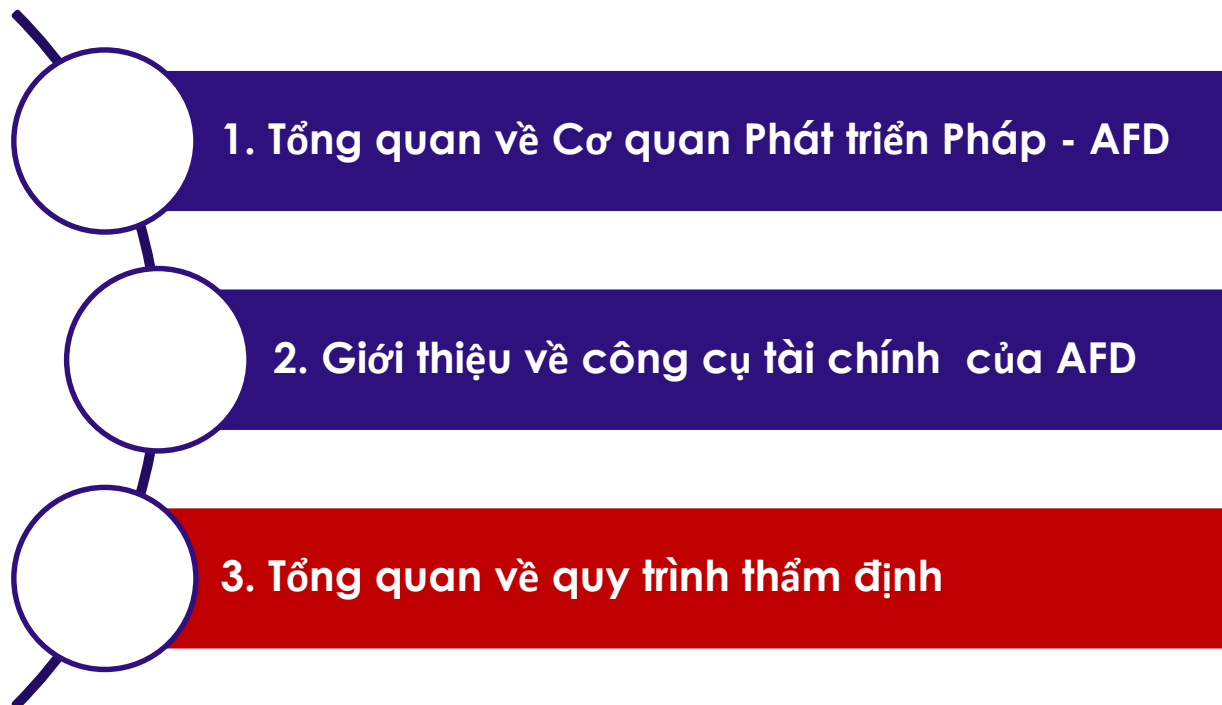 1. Tổng quan về Cơ quan Phát triển Pháp - AFD
2. Giới thiệu về công cụ tài chính của AFD
3. Tổng quan về quy trình thẩm định